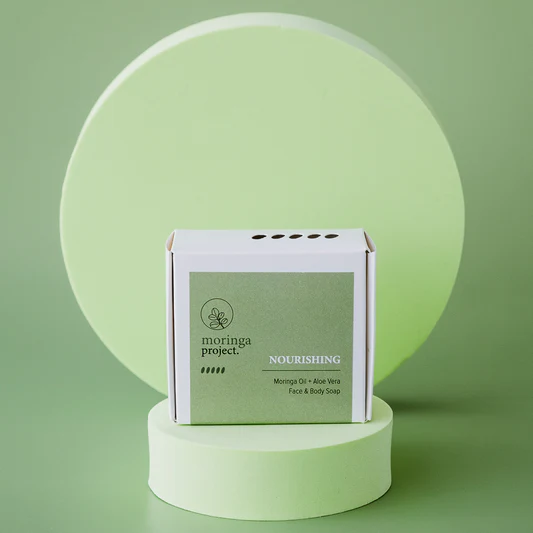 moringa
project.
NOURISHING
Moringa Oil + Aloe Vera
Face & Body Soap